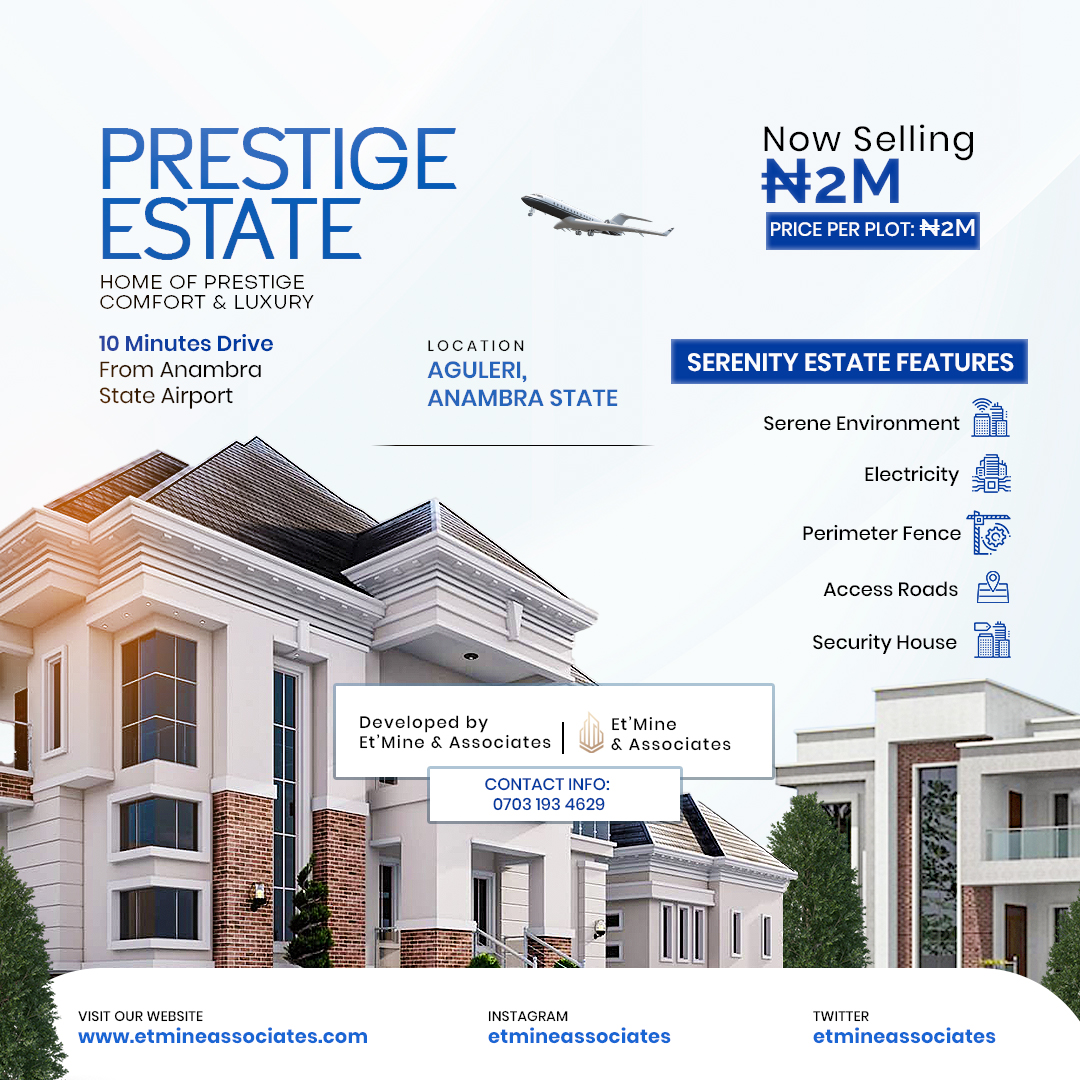 PRESTIGE
ESTATE
HOME OF PRESTIGE
COMFORT & LUXURY
10 Minutes Drive
From Anambra
State Airport
LOCATION
AGULERI,
ANAMBRA STATE
Now Selling
₦2M
PRICE PER PLOT: ₦2M
SERENITY ESTATE FEATURES
Serene Environment
Electricity
Perimeter Fence
Access Roads
Security House
Developed by
Et'Mine & Associates
Et'Mine
& Associates
CONTACT INFO:
0703 193 4629
VISIT OUR WEBSITE
www.etmineassociates.com
INSTAGRAM
etmineassociates
TWITTER
etmineassociates